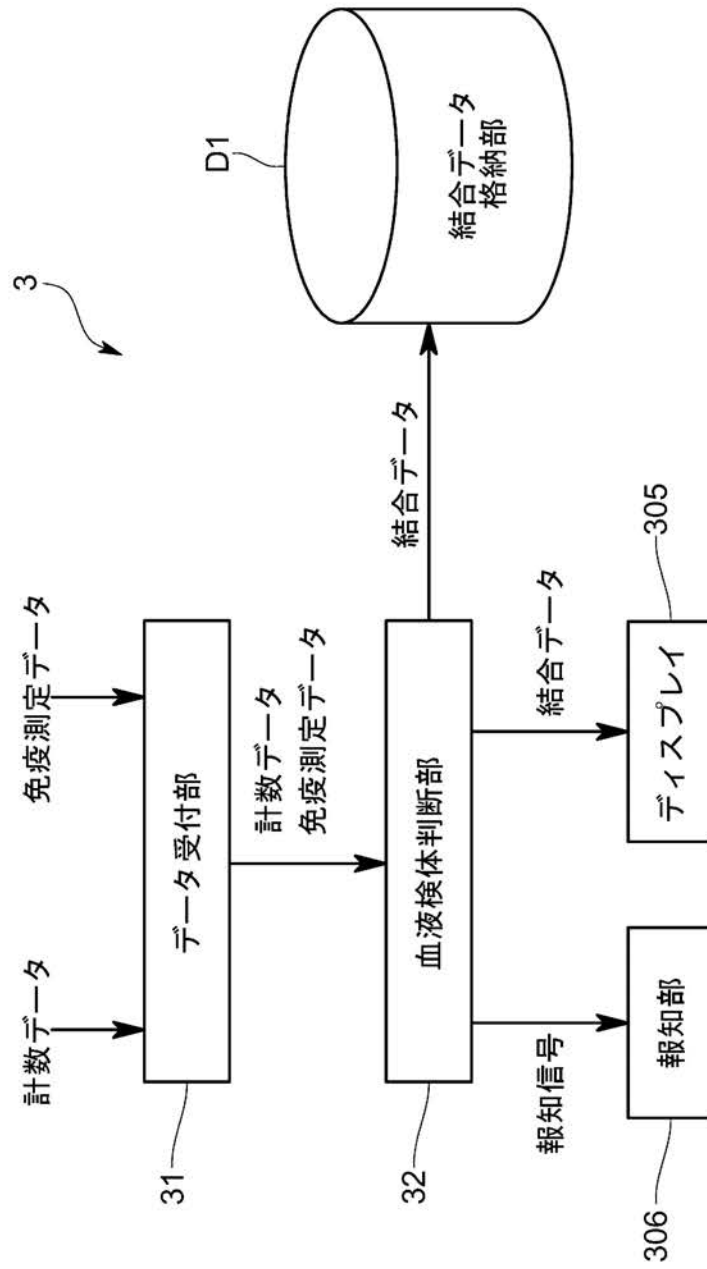 3
計数データ
免疫測定データ
31
データ受付部
計数データ
免疫測定データ
32
血液検体判断部
結合データ
D1
結合データ
格納部
報知信号
結合データ
306
報知部
ディスプレイ
305